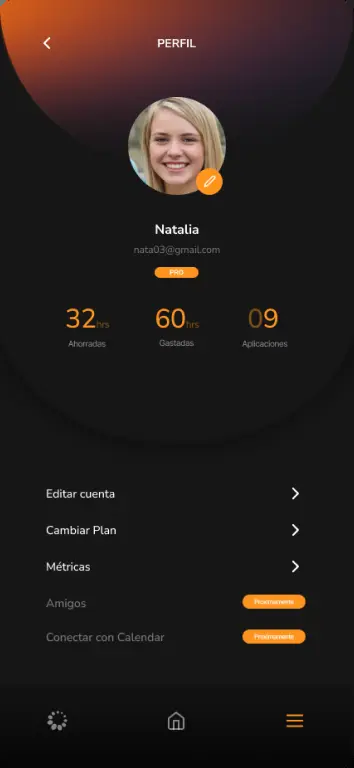 PERFIL
Natalia
nata03@gmail.com
PRO
32hrs 60hrs 09
Ahorradas Gastadas Aplicaciones
Editar cuenta
Cambiar Plan
Métricas
Amigos Proximamente
Conectar con Calendar Proximamente